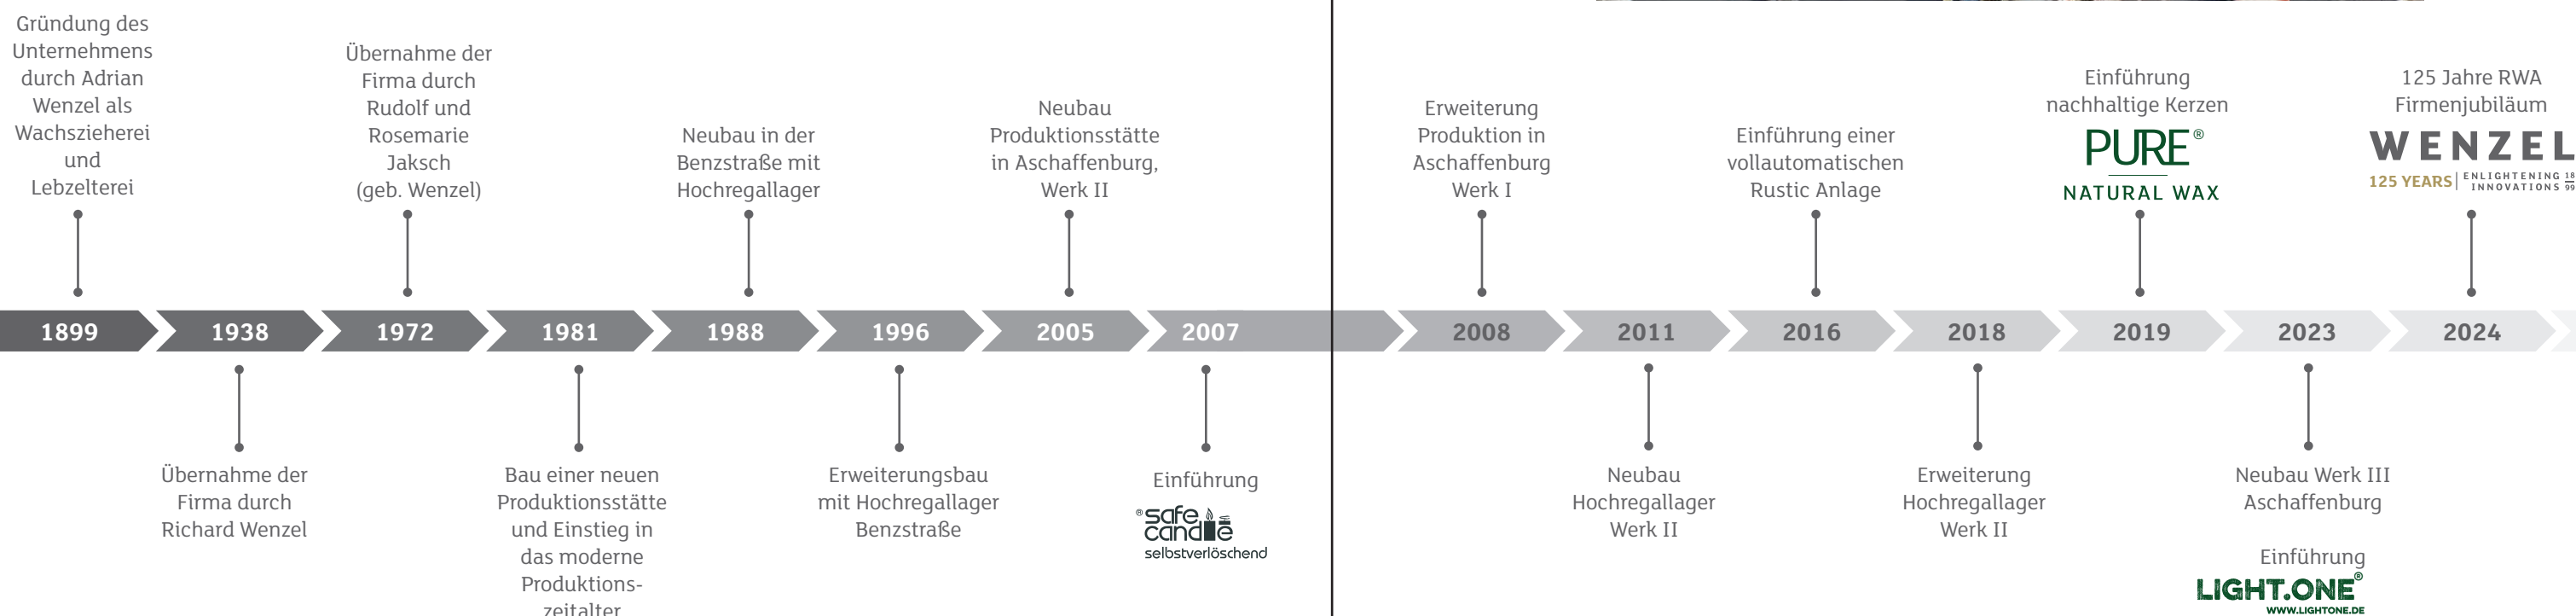 Gründung des
Unternehmens
durch Adrian
Wenzel als
Wachszieherei
und
Lebzelterei
Übernahme der
Firma durch
Rudolf und
Rosemarie
Jaksch
(geb. Wenzel)
Neubau in der
Benzstraße mit
Hochregallager
Neubau
Produktionsstätte
in Aschaffenburg,
Werk II
Erweiterung
Produktion in
Aschaffenburg
Werk I
Einführung einer
vollautomatischen
Rustic Anlage
Einführung
nachhaltige Kerzen
PURE®
NATURAL WAX
125 Jahre RWA
Firmenjubiläum
WENZEL
125 YEARS
ENLIGHTENING
INNOVATIONS
18
99
1899
1938
1972
1981
1988
1996
2005
2007
2008
2011
2016
2018
2019
2023
2024
Übernahme der
Firma durch
Richard Wenzel
Bau einer neuen
Produktionsstätte
und Einstieg in
das moderne
Produktions-
zeitalter
Erweiterungsbau
mit Hochregallager
Benzstraße
Einführung
®safe
candle
selbstverlöschend
Neubau
Hochregallager
Werk II
Erweiterung
Hochregallager
Werk II
Neubau Werk III
Aschaffenburg
Einführung
LIGHT.ONE®
WWW.LIGHTONE.DE